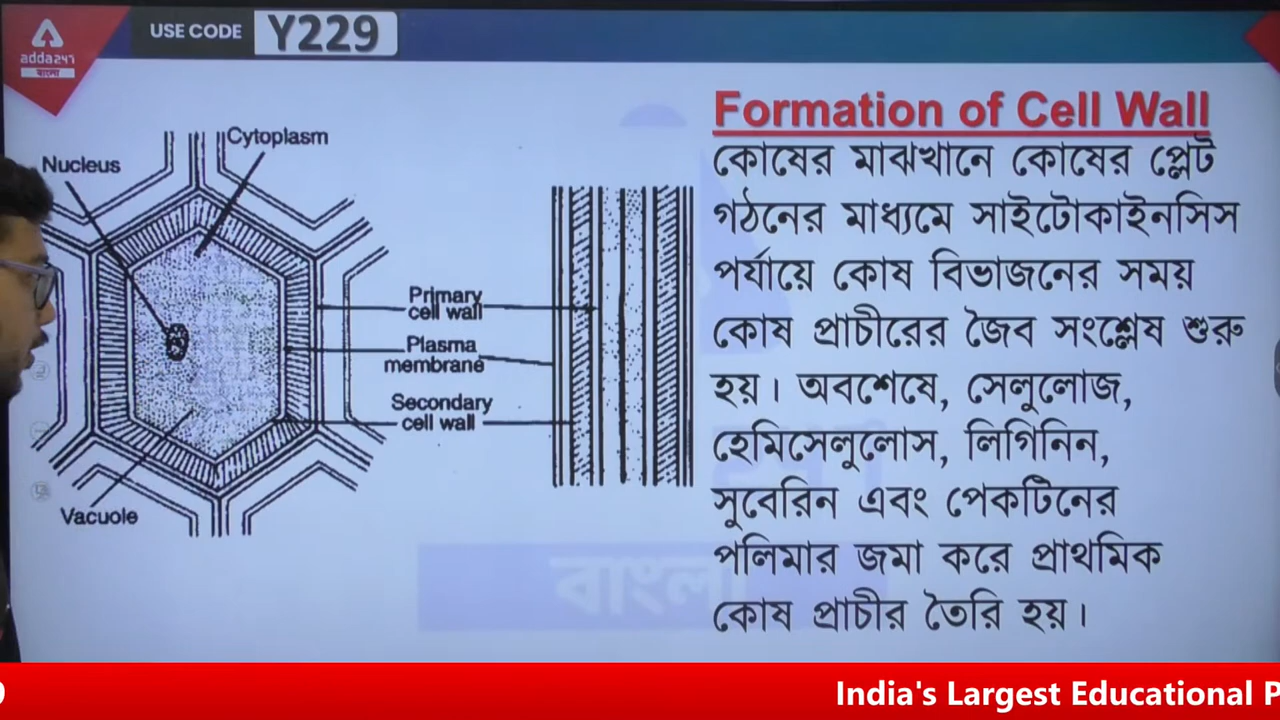 adda247
বাংলা
USE CODE
Y229
Formation of Cell Wall
কোষের মাঝখানে কোষের প্লেট
গঠনের মাধ্যমে সাইটোকাইনসিস
পর্যায়ে কোষ বিভাজনের সময়
কোষ প্রাচীরের জৈব সংশ্লেষ শুরু
হয়। অবশেষে, সেলুলোজ,
হেমিসেলুলোস, লিগিনিন,
সুবেরিন এবং পেকটিনের
পলিমার জমা করে প্রাথমিক
কোষ প্রাচীর তৈরি হয়।
Cytoplasm
Nucleus
Primary
cell wall
Plasma
membrane
Secondary
cell wall
Vacuole
বাংলা
India's Largest Educational